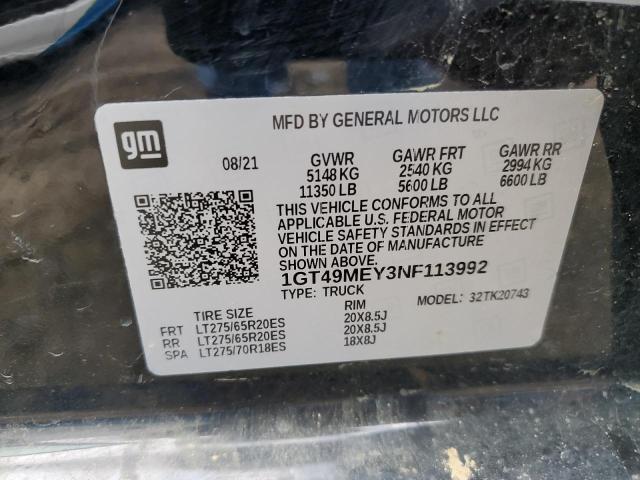 gm
MFD BY GENERAL MOTORS LLC
08/21 GVWR GAWR FRT GAWR RR
5148 KG 2540 KG 2994 KG
11350 LB 5600 LB 6600 LB
THIS VEHICLE CONFORMS TO ALL
APPLICABLE U.S. FEDERAL MOTOR
VEHICLE SAFETY STANDARDS IN EFFECT
ON THE DATE OF MANUFACTURE
SHOWN ABOVE.
1GT49MEY3NF113992
TYPE: TRUCK MODEL: 32TK20743
TIRE SIZE RIM
FRT LT275/65R20ES 20X8.5J
RR LT275/65R20ES 20X8.5J
SPA LT275/70R18ES 18X8J